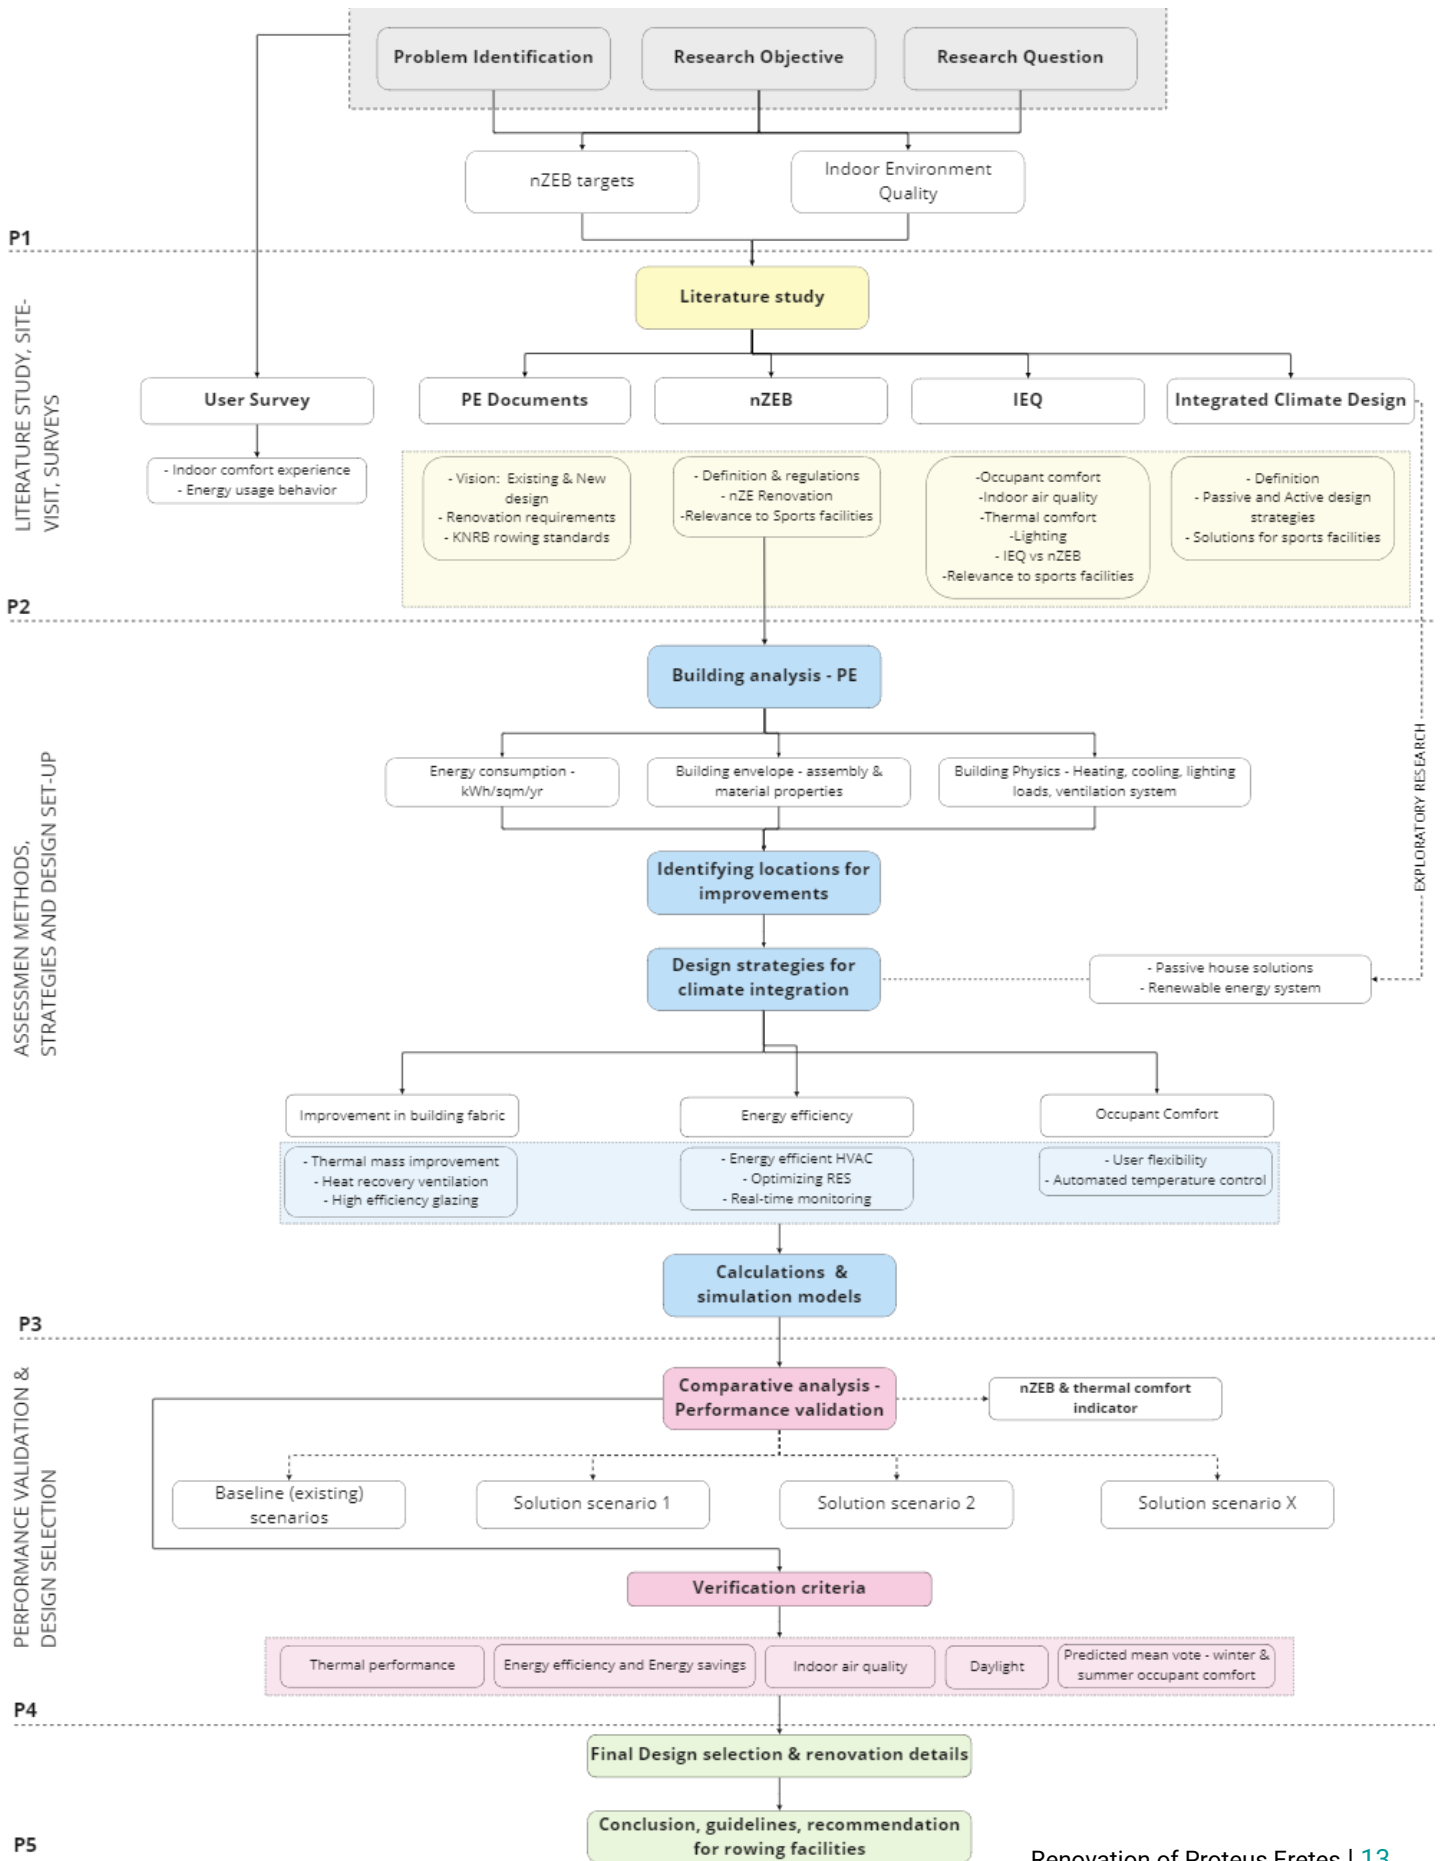 Problem Identification
Research Objective
Research Question
nZEB targets
Indoor Environment
Quality
P1
LITERATURE STUDY, SITE-
VISIT, SURVEYS
Literature study
User Survey
PE Documents
nZEB
IEQ
Integrated Climate Design
- Indoor comfort experience
- Energy usage behavior
- Vision:  Existing & New
design
- Renovation requirements
- KNRB rowing standards
- Definition & regulations
- nZE Renovation
-Relevance to Sports facilities
-Occupant comfort
-Indoor air quality
-Thermal comfort
-Lighting
- IEQ vs nZEB
-Relevance to sports facilities
- Definition
- Passive and Active design
strategies
- Solutions for sports facilities
P2
ASSESSMEN METHODS,
STRATEGIES AND DESIGN SET-UP
Building analysis - PE
Energy consumption -
kWh/sqm/yr
Building envelope - assembly &
material properties
Building Physics - Heating, cooling, lighting
loads, ventilation system
EXPLORATORY RESEARCH
Identifying locations for
improvements
Design strategies for
climate integration
- Passive house solutions
- Renewable energy system
Improvement in building fabric
Energy efficiency
Occupant Comfort
- Thermal mass improvement
- Heat recovery ventilation
- High efficiency glazing
- Energy efficient HVAC
- Optimizing RES
- Real-time monitoring
- User flexibility
- Automated temperature control
Calculations  &
simulation models
P3
PERFORMANCE VALIDATION &
DESIGN SELECTION
Comparative analysis -
Performance validation
nZEB & thermal comfort
indicator
Baseline (existing)
scenarios
Solution scenario 1
Solution scenario 2
Solution scenario X
Verification criteria
Thermal performance
Energy efficiency and Energy savings
Indoor air quality
Daylight
Predicted mean vote - winter &
summer occupant comfort
P4
Final Design selection & renovation details
Conclusion, guidelines, recommendation
for rowing facilities
P5
Renovation of Proteus Eretes | 13